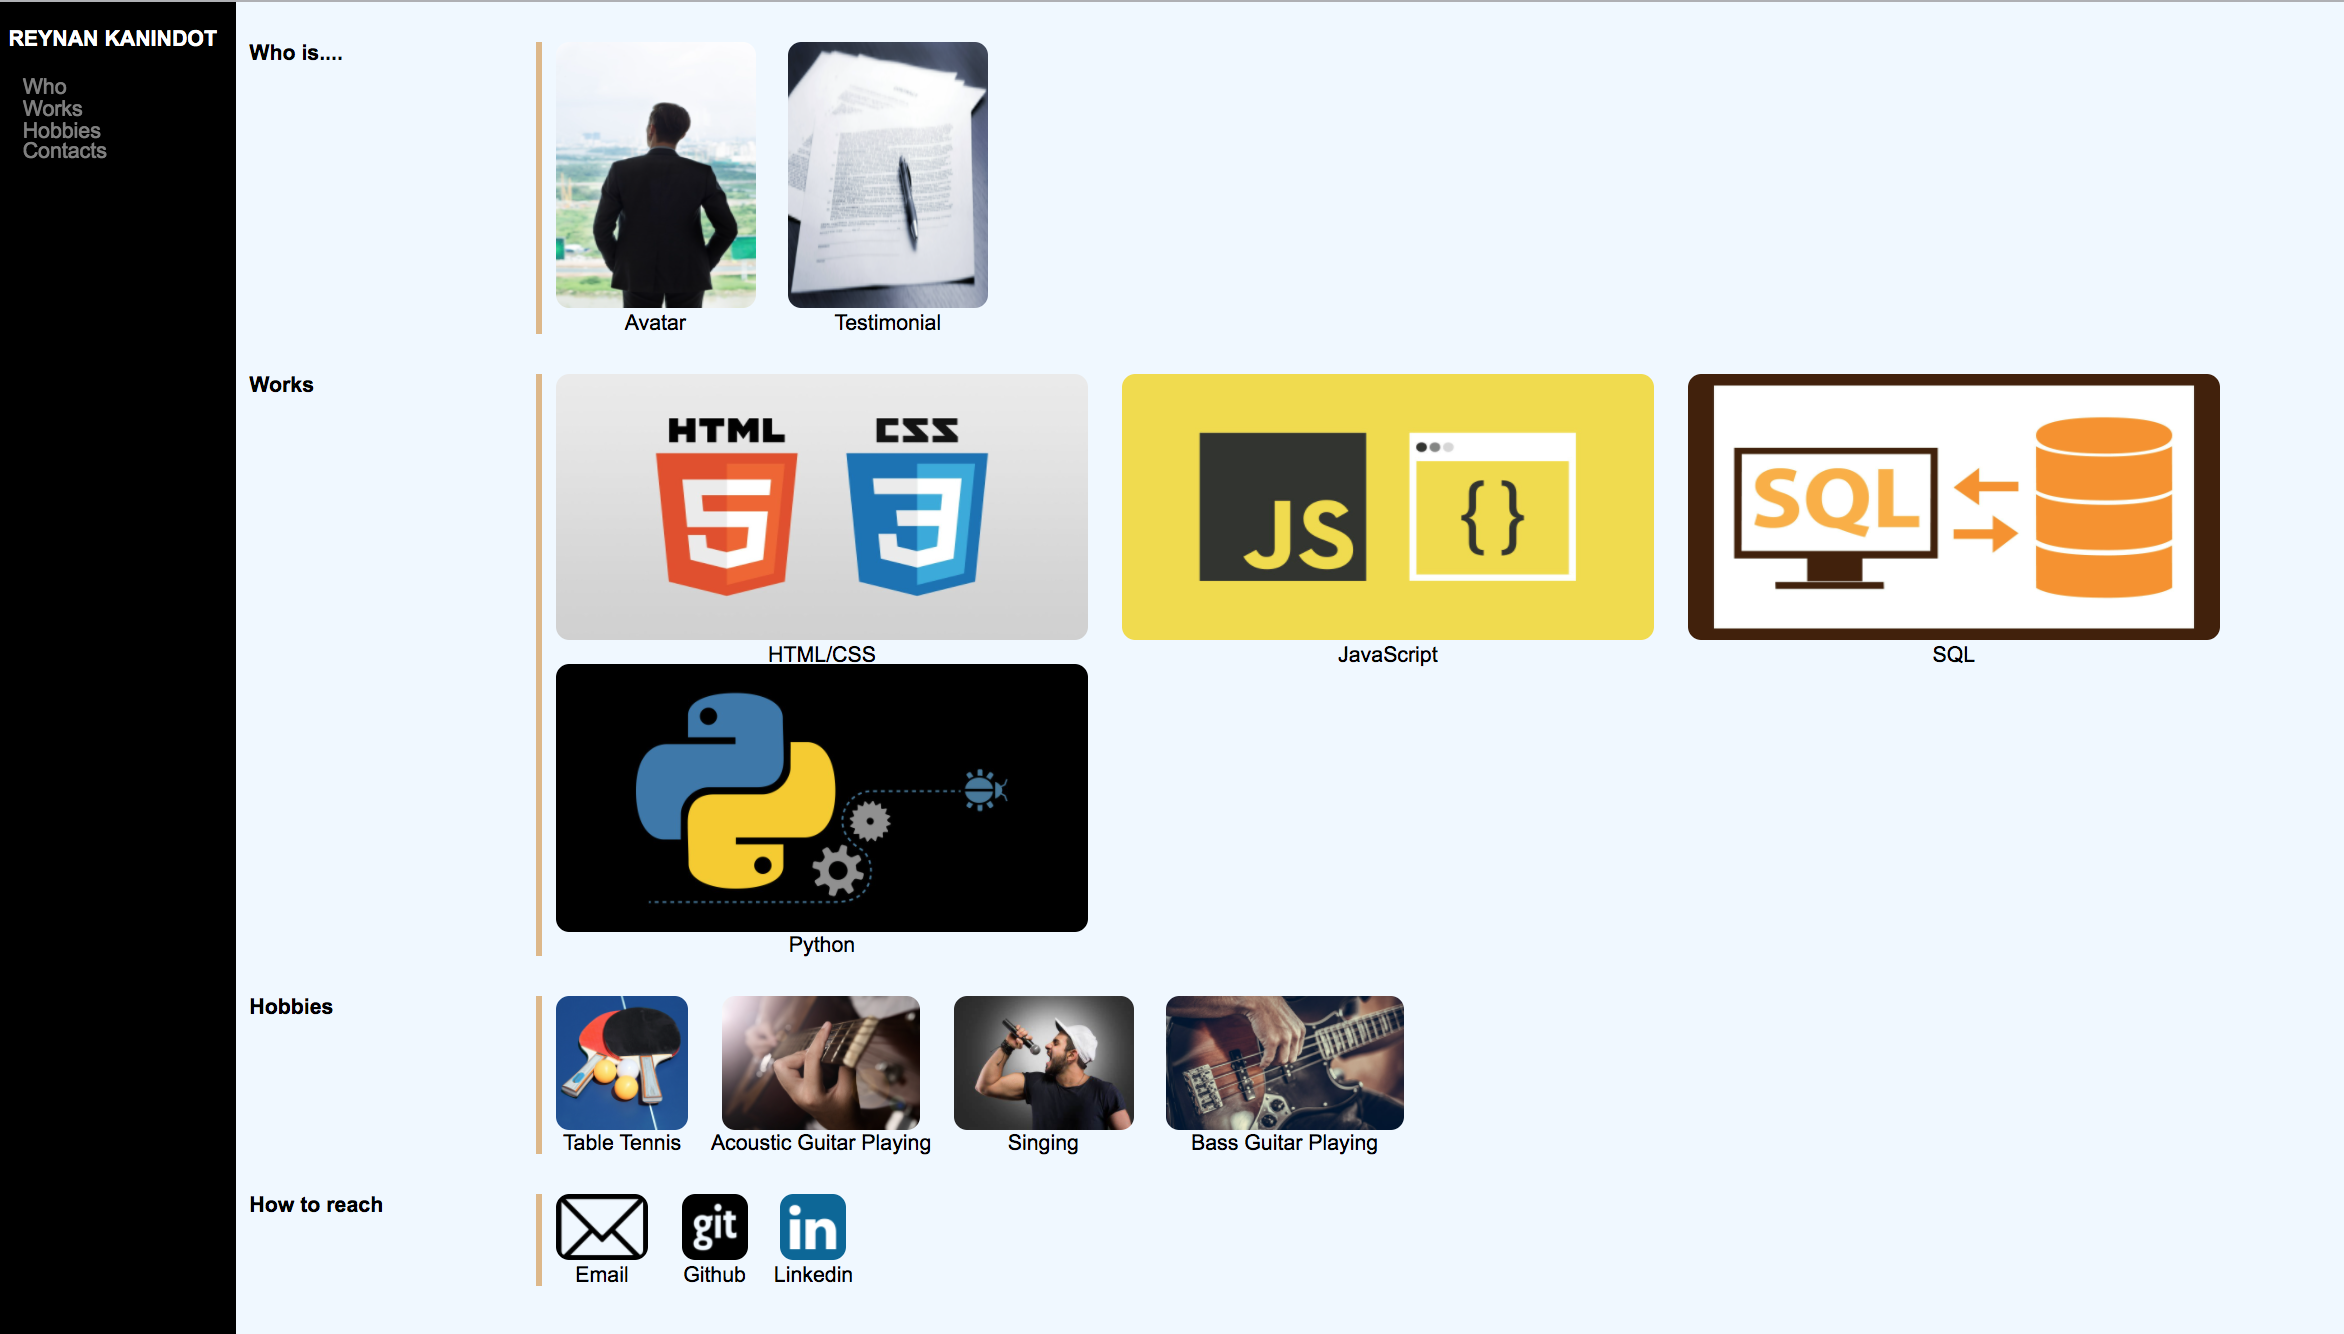 REYNAN KANINDOT
Who
Works
Hobbies
Contacts
Who is....
Avatar
Testimonial
Works
HTML
CSS
5
3
HTML/CSS
JS
{}
JavaScript
SQL
SQL
Python
Hobbies
Table Tennis
Acoustic Guitar Playing
Singing
Bass Guitar Playing
How to reach
Email
git
Github
in
Linkedin